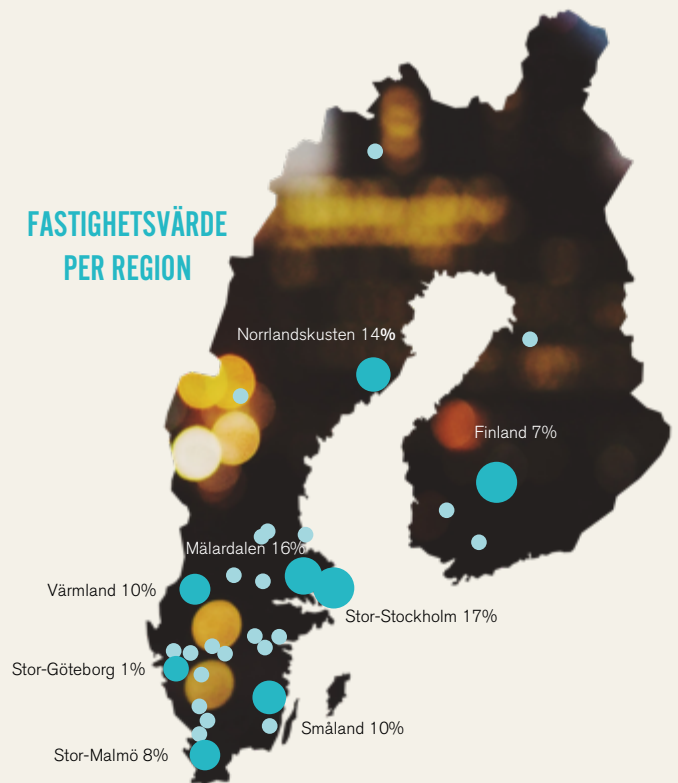 FASTIGHETSVÄRDE
PER REGION
Norrlandskusten 14%
Finland 7%
Mälardalen 16%
Värmland 10%
Stor-Stockholm 17%
Stor-Göteborg 1%
Småland 10%
Stor-Malmö 8%